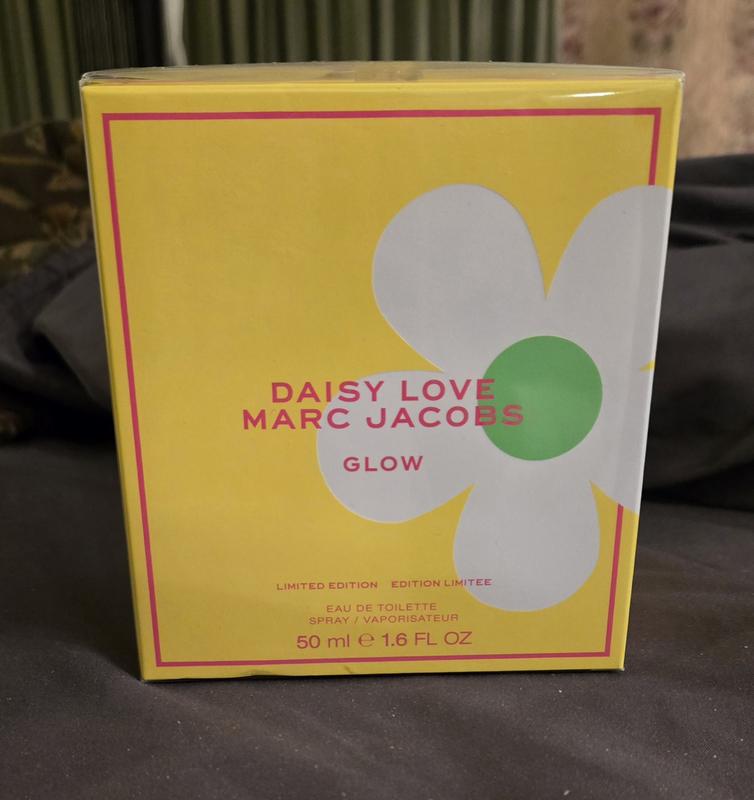 DAISY LOVE
MARC JACOBS
GLOW
LIMITED EDITION EDITION LIMITEE
EAU DE TOILETTE
SPRAY / VAPORISATEUR
50 ml ℮ 1.6 FL OZ